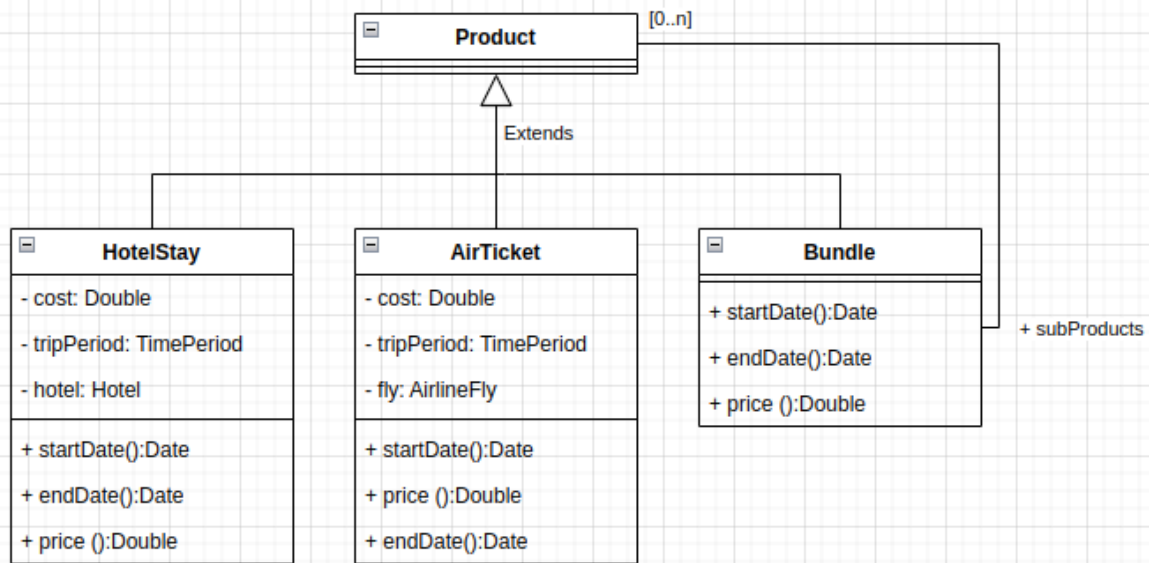 [0..n]
Product
Extends
HotelStay
- cost: Double
- tripPeriod: TimePeriod
- hotel: Hotel
+ startDate():Date
+ endDate():Date
+ price ():Double
AirTicket
- cost: Double
- tripPeriod: TimePeriod
- fly: AirlineFly
+ startDate():Date
+ price ():Double
+ endDate():Date
Bundle
+ startDate():Date
+ endDate():Date
+ price ():Double
+ subProducts